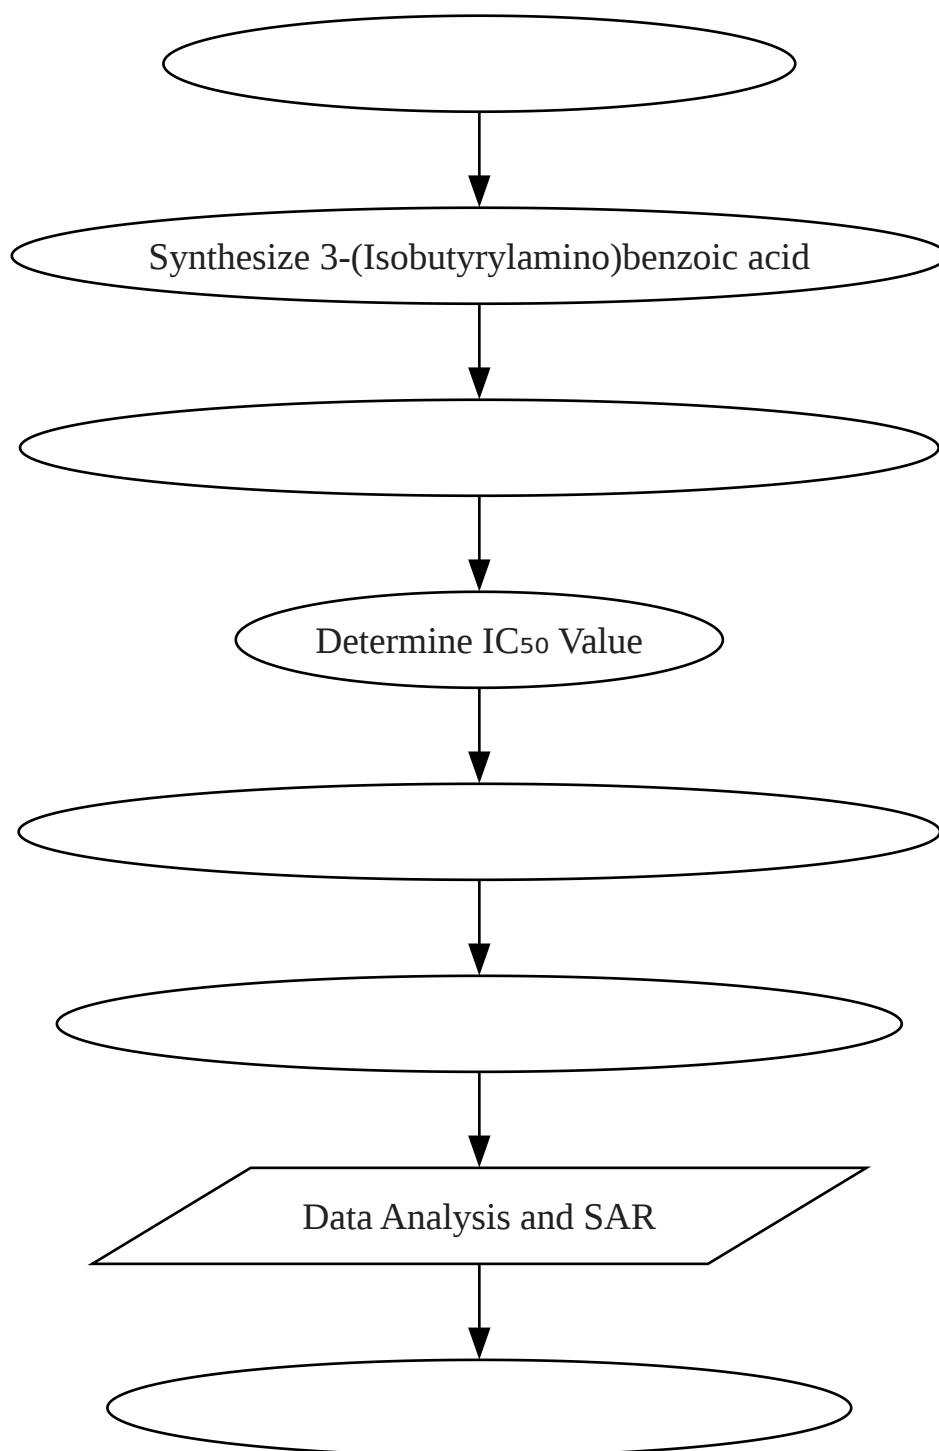 Synthesize 3-(Isobutyrylamino)benzoic acid
Determine IC₅₀ Value
Data Analysis and SAR